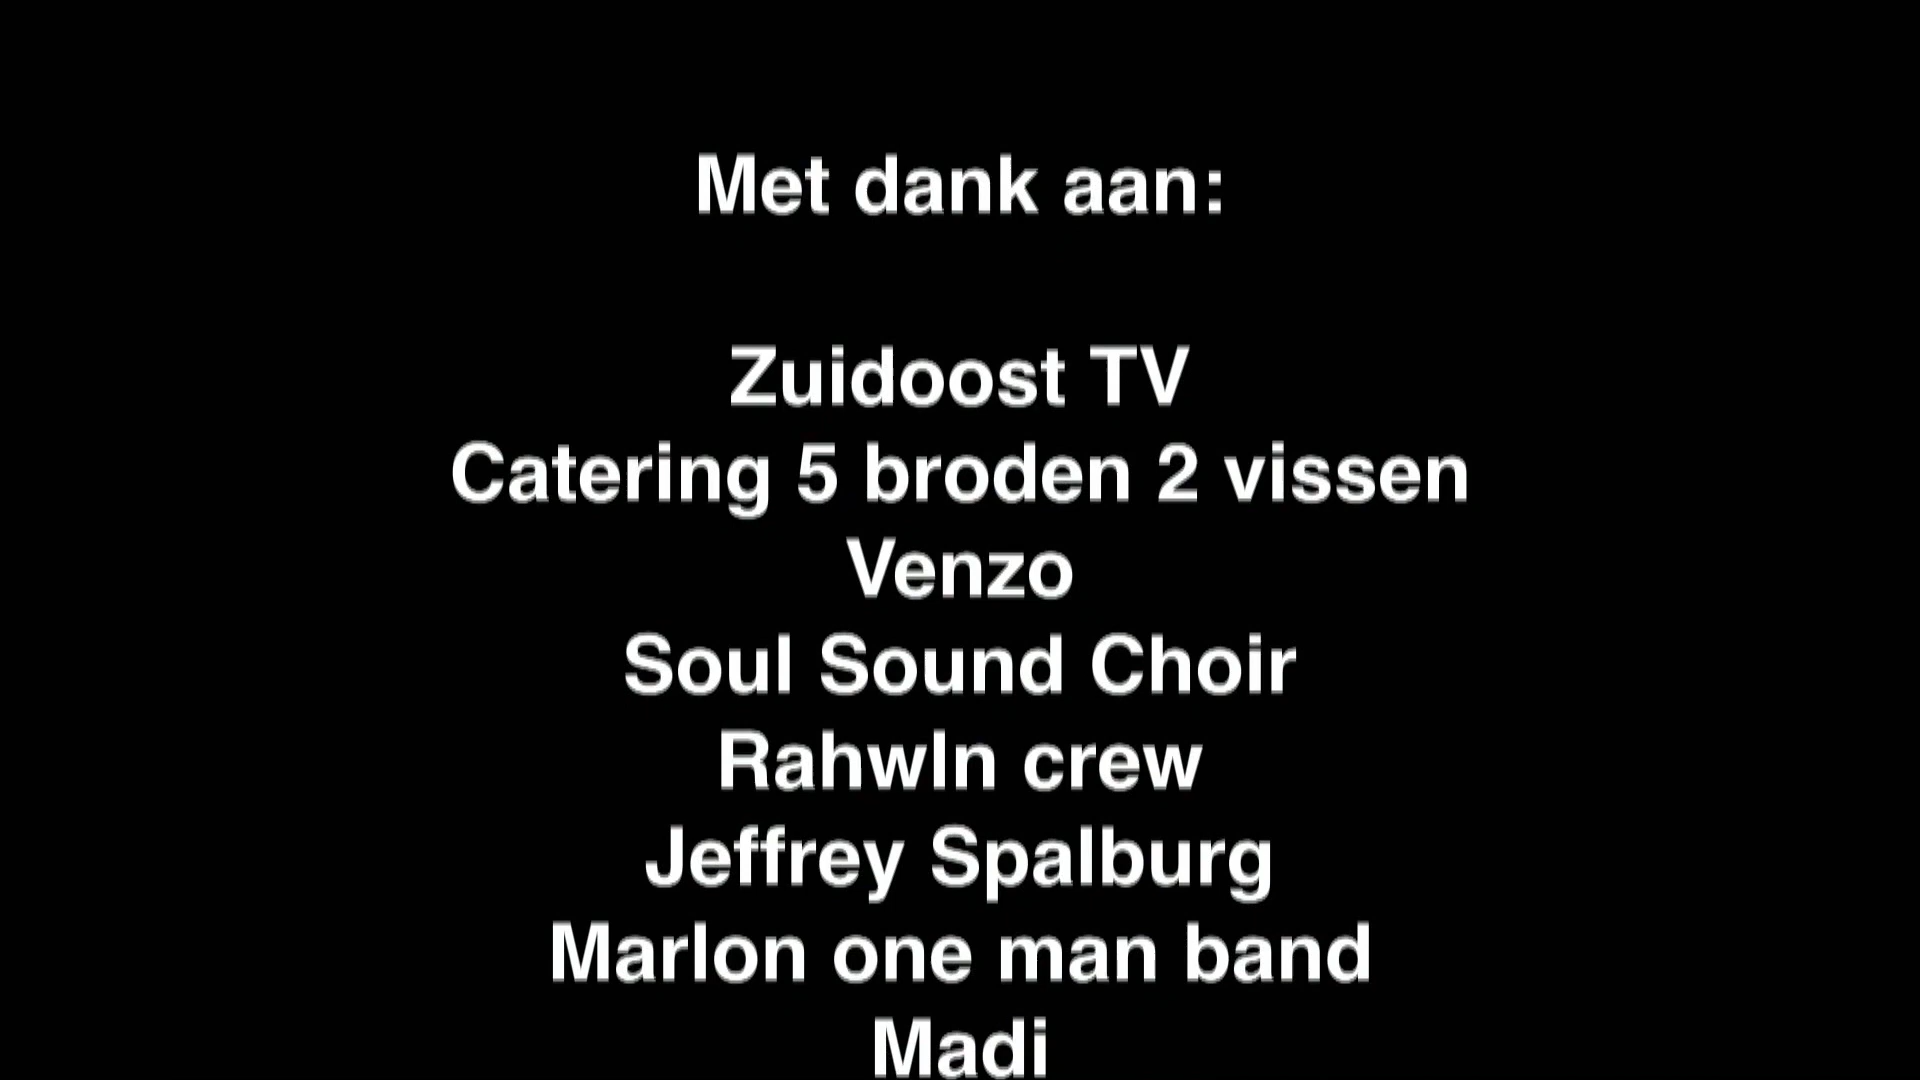 Met dank aan:
Zuidoost TV
Catering 5 broden 2 vissen
Venzo
Soul Sound Choir
RahwIn crew
Jeffrey Spalburg
Marlon one man band
Madi